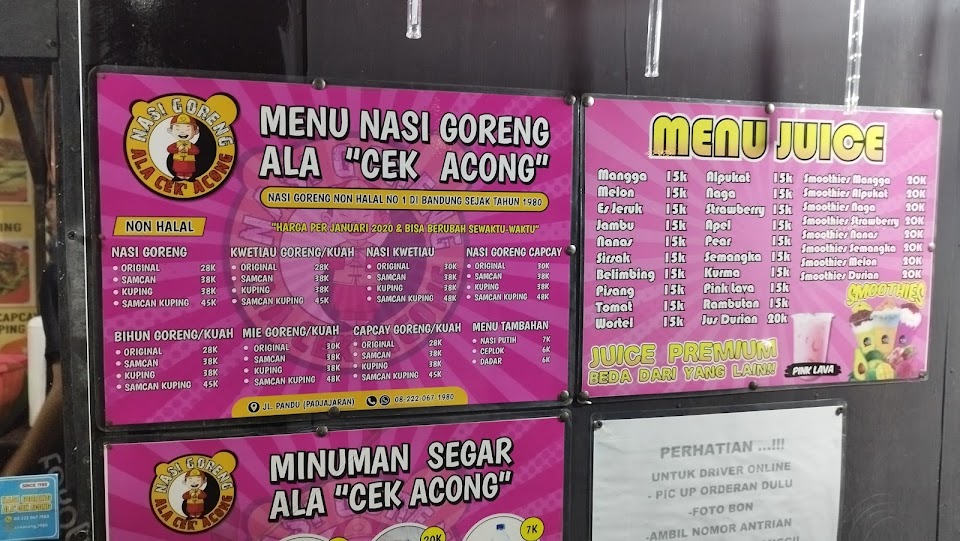 NASI GORENG
ALA CEK' ACONG
MENU NASI GORENG
ALA "CEK ACONG"
NASI GORENG NON HALAL NO 1 DI BANDUNG SEJAK TAHUN 1980
NON HALAL
"HARGA PER JANUARI 2020 & BISA BERUBAH SEWAKTU-WAKTU"
NASI GORENG
• ORIGINAL 28K
• SAMCAN 38K
• KUPING 38K
• SAMCAN KUPING 45K
KWETIAU GORENG/KUAH
• ORIGINAL 28K
• SAMCAN 38K
• KUPING 38K
• SAMCAN KUPING 45K
NASI KWETIAU
• ORIGINAL 30K
• SAMCAN 38K
• KUPING 38K
• SAMCAN KUPING 48K
NASI GORENG CAPCAY
• ORIGINAL 30K
• SAMCAN 38K
• KUPING 38K
• SAMCAN KUPING 48K
BIHUN GORENG/KUAH
• ORIGINAL 28K
• SAMCAN 38K
• KUPING 38K
• SAMCAN KUPING 45K
MIE GORENG/KUAH
• ORIGINAL 30K
• SAMCAN 38K
• KUPING 38K
• SAMCAN KUPING 48K
CAPCAY GORENG/KUAH
• ORIGINAL 28K
• SAMCAN 38K
• KUPING 38K
• SAMCAN KUPING 45K
MENU TAMBAHAN
• NASI PUTIH 7K
• CEPLOK 6K
• DADAR 6K
JL. PANDU (PADJAJARAN) 08-222-067-1980
MENU JUICE
Mangga 15k
Melon 15k
Es Jeruk 15k
Jambu 15k
Nanas 15k
Sirsak 15k
Belimbing 15k
Pisang 15k
Tomat 15k
Wortel 15k
Alpukat 15k
Naga 15k
Strawberry 15k
Apel 15k
Pear 15k
Semangka 15k
Kurma 15k
Pink Lava 15k
Rambutan 15k
Jus Durian 20k
Smoothies Mangga 20K
Smoothies Alpukat 20K
Smoothies Naga 20K
Smoothies Strawberry 20K
Smoothies Nanas 20K
Smoothies Semangka 20K
Smoothies Melon 20K
Smoothies Durian 20K
SMOOTHIES
JUICE PREMIUM
BEDA DARI YANG LAIN!!
PINK LAVA
NASI GORENG
ALA CEK' ACONG
MINUMAN SEGAR
ALA "CEK ACONG"
20K
7K
PERHATIAN ...!!!
UNTUK DRIVER ONLINE
- PIC UP ORDERAN DULU
-FOTO BON
-AMBIL NOMOR ANTRIAN
SINCE 1980
CAPCAY
PING